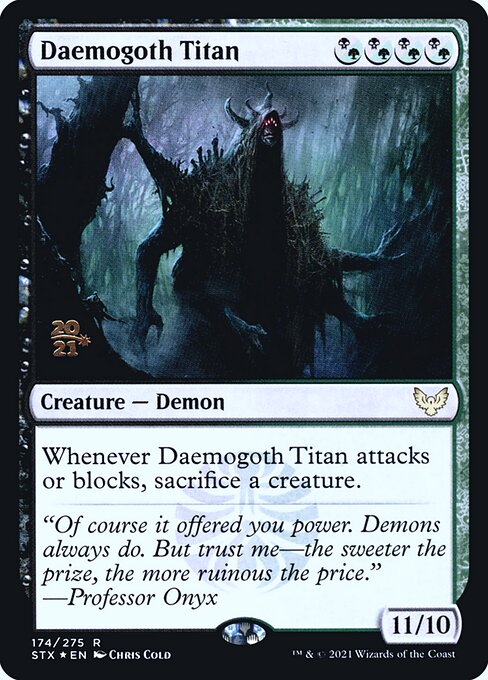 Daemogoth Titan
20
21
Creature — Demon
Whenever Daemogoth Titan attacks
or blocks, sacrifice a creature.
“Of course it offered you power. Demons
always do. But trust me—the sweeter the
prize, the more ruinous the price.”
—Professor Onyx
11/10
174/275 R
STX ★ EN Chris Cold
™ & © 2021 Wizards of the Coast